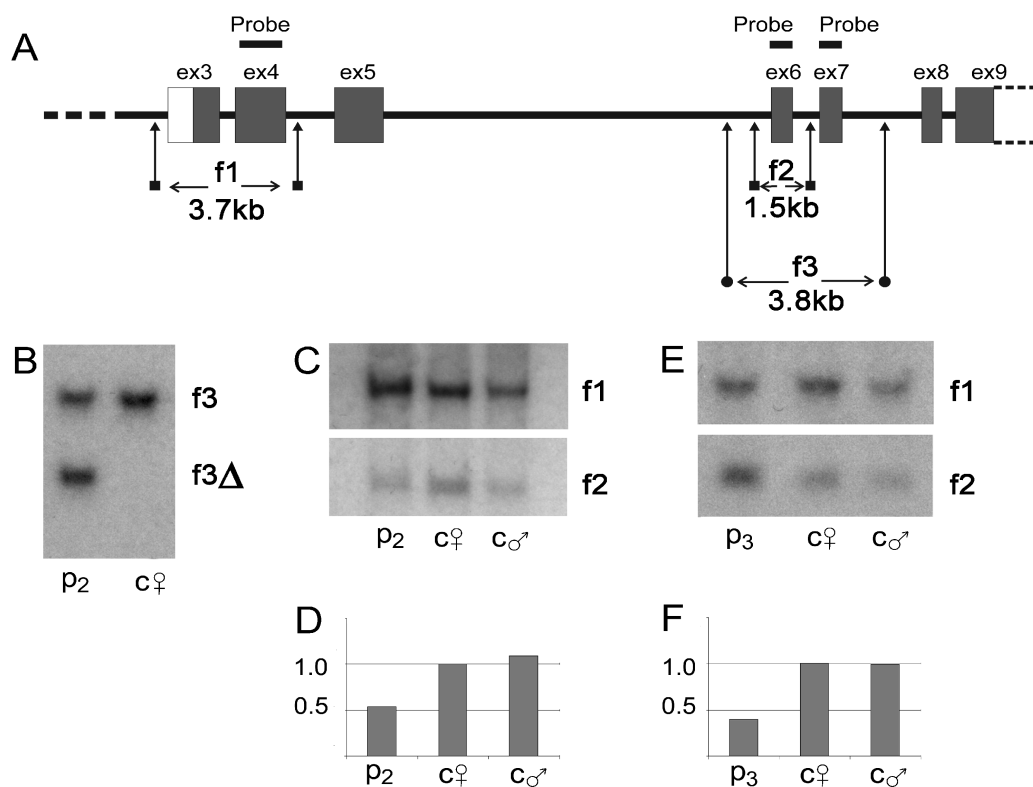 A
Probe
Probe
Probe
ex3
ex4
ex5
ex6
ex7
ex8
ex9
f1
3.7kb
f2
1.5kb
f3
3.8kb
B
f3
f3Δ
p2
c♀
C
f1
f2
p2
c♀
c♂
E
f1
f2
p3
c♀
c♂
D
1.0
0.5
p2
c♀
c♂
F
1.0
0.5
p3
c♀
c♂